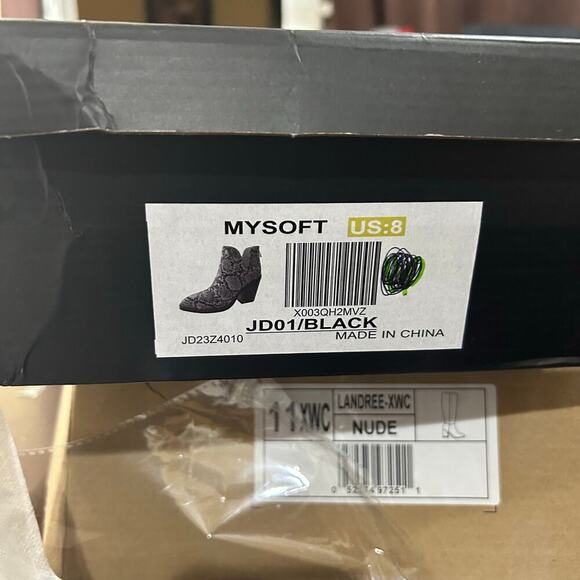 MYSOFT US:8
X003QH2MVZ
JD23Z4010 JD01/BLACK
MADE IN CHINA
11XWC LANDREE-XWC
NUDE